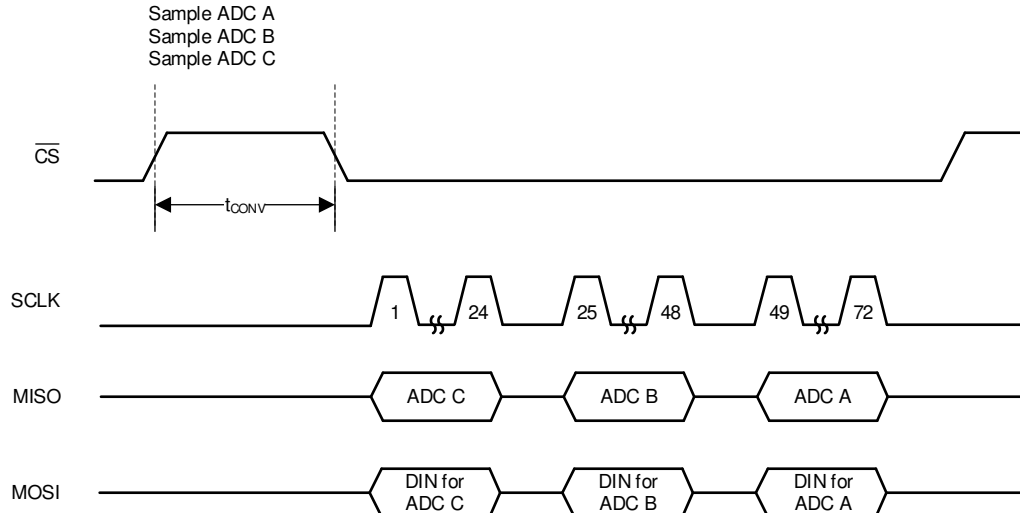 Sample ADC A
Sample ADC B
Sample ADC C
CS
tCONV
SCLK
1
24
25
48
49
72
MISO
ADC C
ADC B
ADC A
MOSI
DIN for
ADC C
DIN for
ADC B
DIN for
ADC A